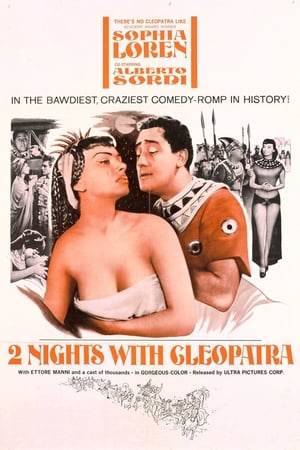 THERE'S NO CLEOPATRA LIKE
ACADEMY AWARD WINNER
SOPHIA
LOREN
CO-STARRING
ALBERTO
SORDI
IN THE BAWDIEST, CRAZIEST COMEDY-ROMP IN HISTORY!
2 NIGHTS WITH CLEOPATRA
With ETTORE MANNI and a cast of thousands - in GORGEOUS-COLOR - Released by ULTRA PICTURES CORP.